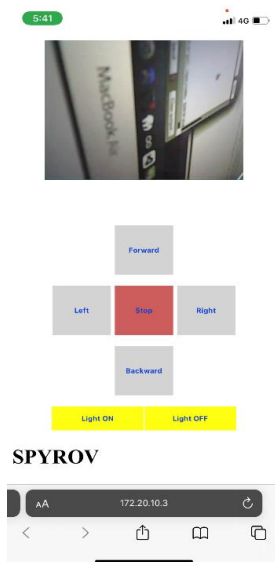 5:41
4G
MacBook Air
Forward
Left Stop Right
Backward
Light ON Light OFF
SPYROV
AA 172.20.10.3